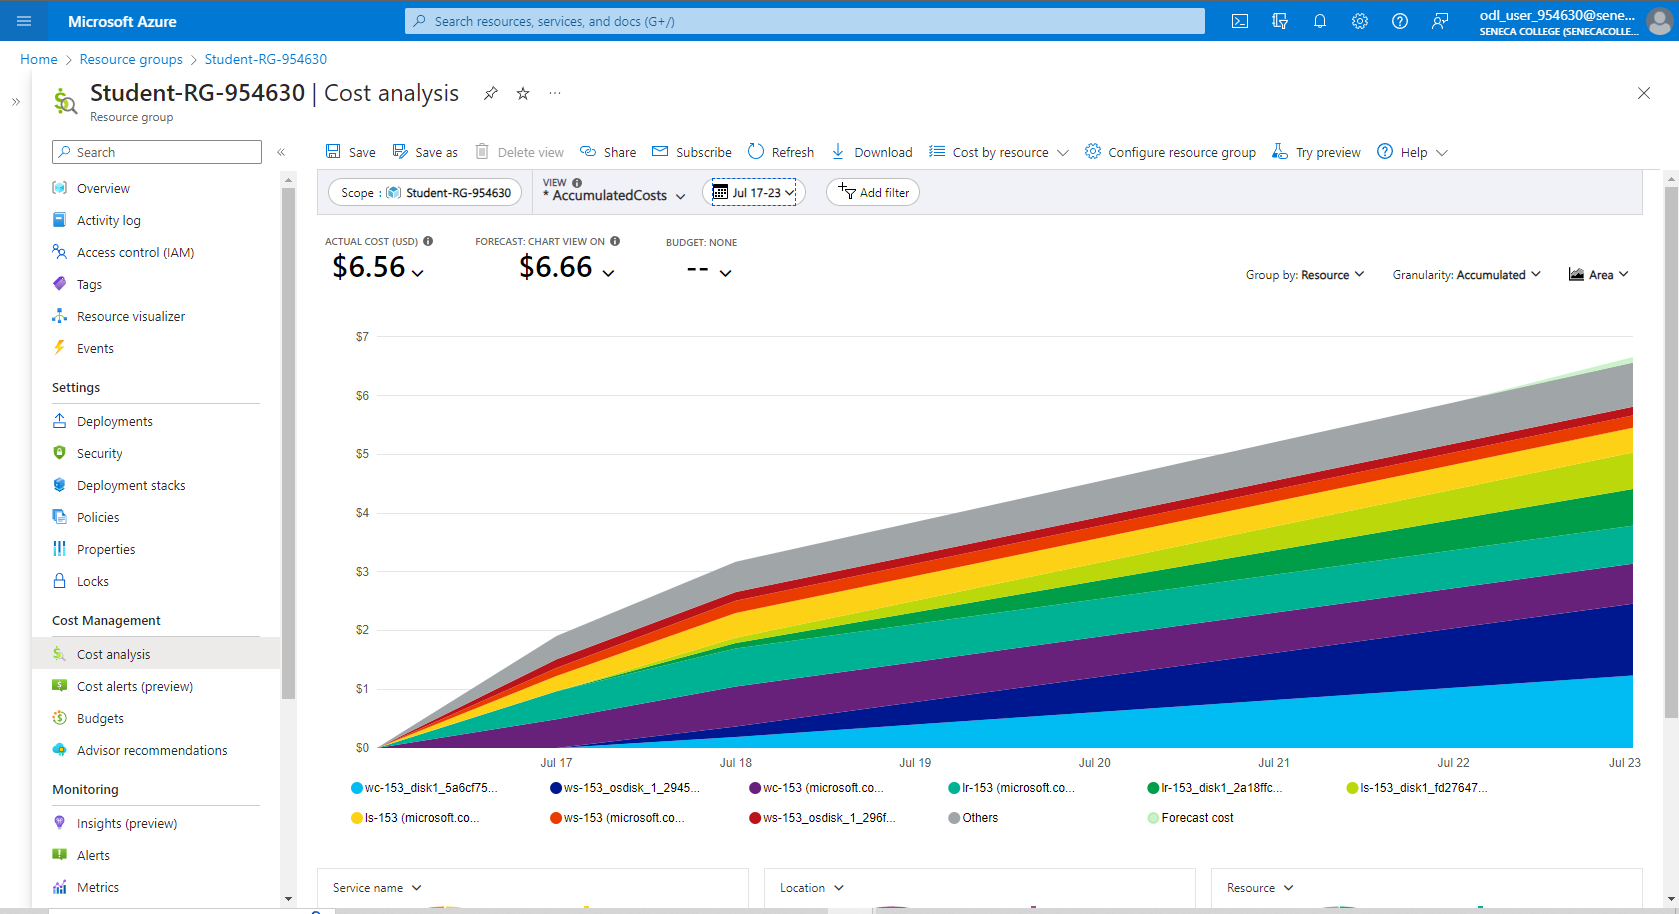 Microsoft Azure
Search resources, services, and docs (G+/)
odl_user_954630@sene...
SENECA COLLEGE (SENECACOLLE...
Home > Resource groups > Student-RG-954630
Student-RG-954630 | Cost analysis
Resource group
Search
Overview
Activity log
Access control (IAM)
Tags
Resource visualizer
Events
Settings
Deployments
Security
Deployment stacks
Policies
Properties
Locks
Cost Management
Cost analysis
Cost alerts (preview)
Budgets
Advisor recommendations
Monitoring
Insights (preview)
Alerts
Metrics
Save
Save as
Delete view
Share
Subscribe
Refresh
Download
Cost by resource
Configure resource group
Try preview
Help
Scope : Student-RG-954630
VIEW
* AccumulatedCosts
Jul 17-23
Add filter
ACTUAL COST (USD)
$6.56
FORECAST: CHART VIEW ON
$6.66
BUDGET: NONE
--
Group by: Resource
Granularity: Accumulated
Area
$7
$6
$5
$4
$3
$2
$1
$0
Jul 17
Jul 18
Jul 19
Jul 20
Jul 21
Jul 22
Jul 23
wc-153_disk1_5a6cf75...
ws-153_osdisk_1_2945...
wc-153 (microsoft.co...
lr-153 (microsoft.co...
lr-153_disk1_2a18ffc...
ls-153_disk1_fd27647...
ls-153 (microsoft.co...
ws-153 (microsoft.co...
ws-153_osdisk_1_296f...
Others
Forecast cost
Service name
Location
Resource